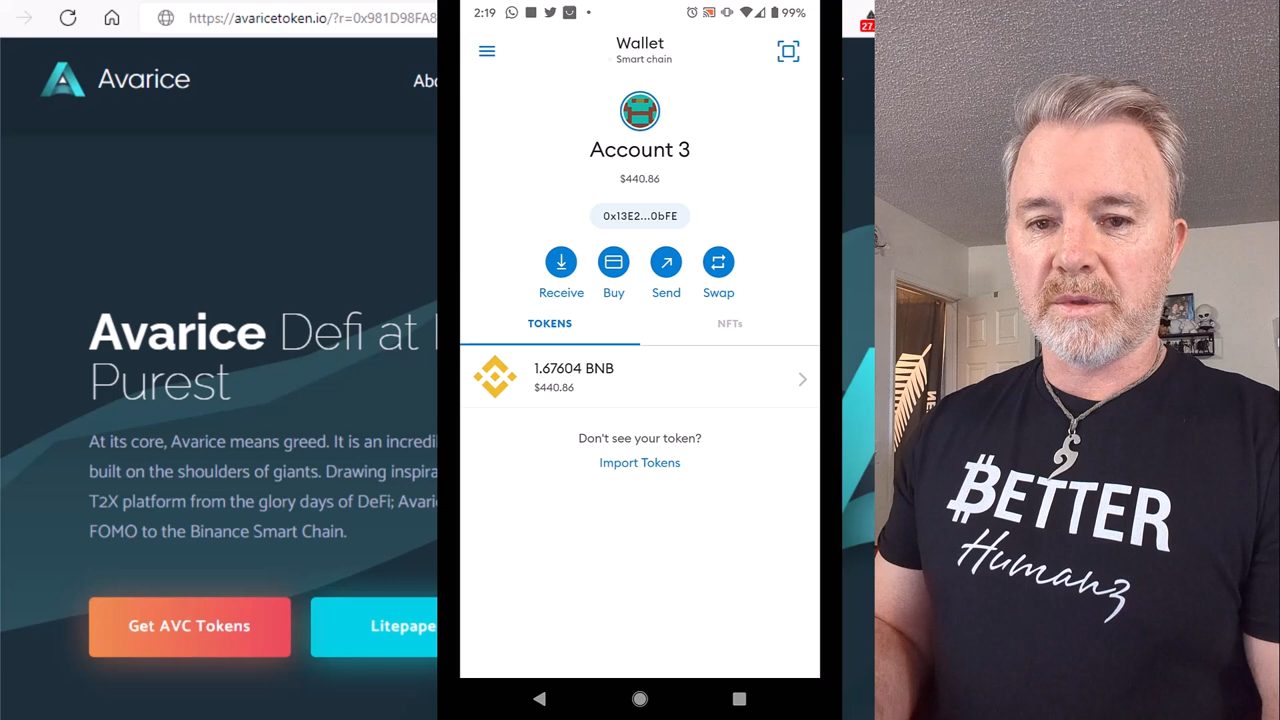 https://avaricetoken.io/?r=0x981D98FA8
Avarice
Abo
Avarice Defi at
Purest
At its core, Avarice means greed. It is an incredi
built on the shoulders of giants. Drawing inspira
T2X platform from the glory days of DeFi; Avari
FOMO to the Binance Smart Chain.
Get AVC Tokens
Litepape
2:19
99%
Wallet
Smart chain
Account 3
$440.86
0x13E2...0bFE
Receive
Buy
Send
Swap
TOKENS
NFTs
1.67604 BNB
$440.86
Don't see your token?
Import Tokens
27.
BETTER
Humanz